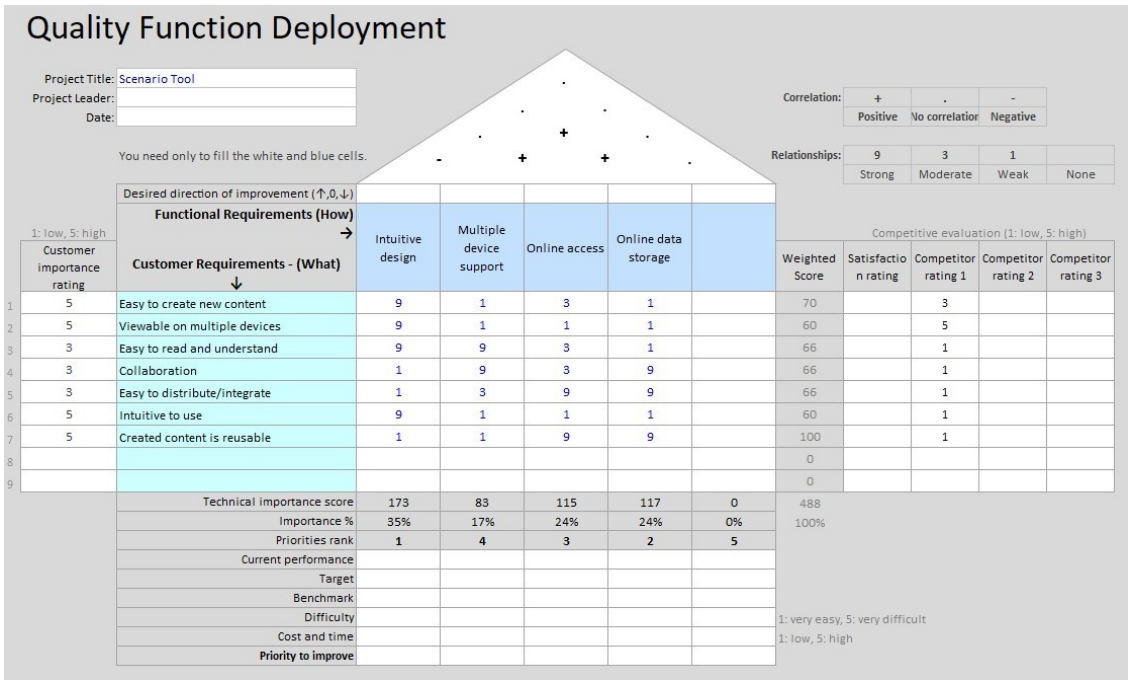 Quality Function Deployment
Project Title: Scenario Tool
Project Leader:
Date:
You need only to fill the white and blue cells.
.
. .
. + .
- + + .
Correlation: + . -
Positive No correlation Negative
Relationships: 9 3 1
Strong Moderate Weak None
Desired direction of improvement (↑,0,↓)
1: low, 5: high
Customer importance rating
Functional Requirements (How) →
Customer Requirements - (What) ↓
Intuitive design
Multiple device support
Online access
Online data storage
Competitive evaluation (1: low, 5: high)
Weighted Score
Satisfactio n rating
Competitor rating 1
Competitor rating 2
Competitor rating 3
1 5 Easy to create new content 9 1 3 1 70 3
2 5 Viewable on multiple devices 9 1 1 1 60 5
3 3 Easy to read and understand 9 9 3 1 66 1
4 3 Collaboration 1 9 3 9 66 1
5 3 Easy to distribute/integrate 1 3 9 9 66 1
6 5 Intuitive to use 9 1 1 1 60 1
7 5 Created content is reusable 1 1 9 9 100 1
8 0
9 0
Technical importance score 173 83 115 117 0 488
Importance % 35% 17% 24% 24% 0% 100%
Priorities rank 1 4 3 2 5
Current performance
Target
Benchmark
Difficulty 1: very easy, 5: very difficult
Cost and time 1: low, 5: high
Priority to improve